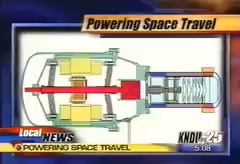 Powering Space Travel
Local
NEWS
KNDU 25
POWERING SPACE TRAVEL
5:08